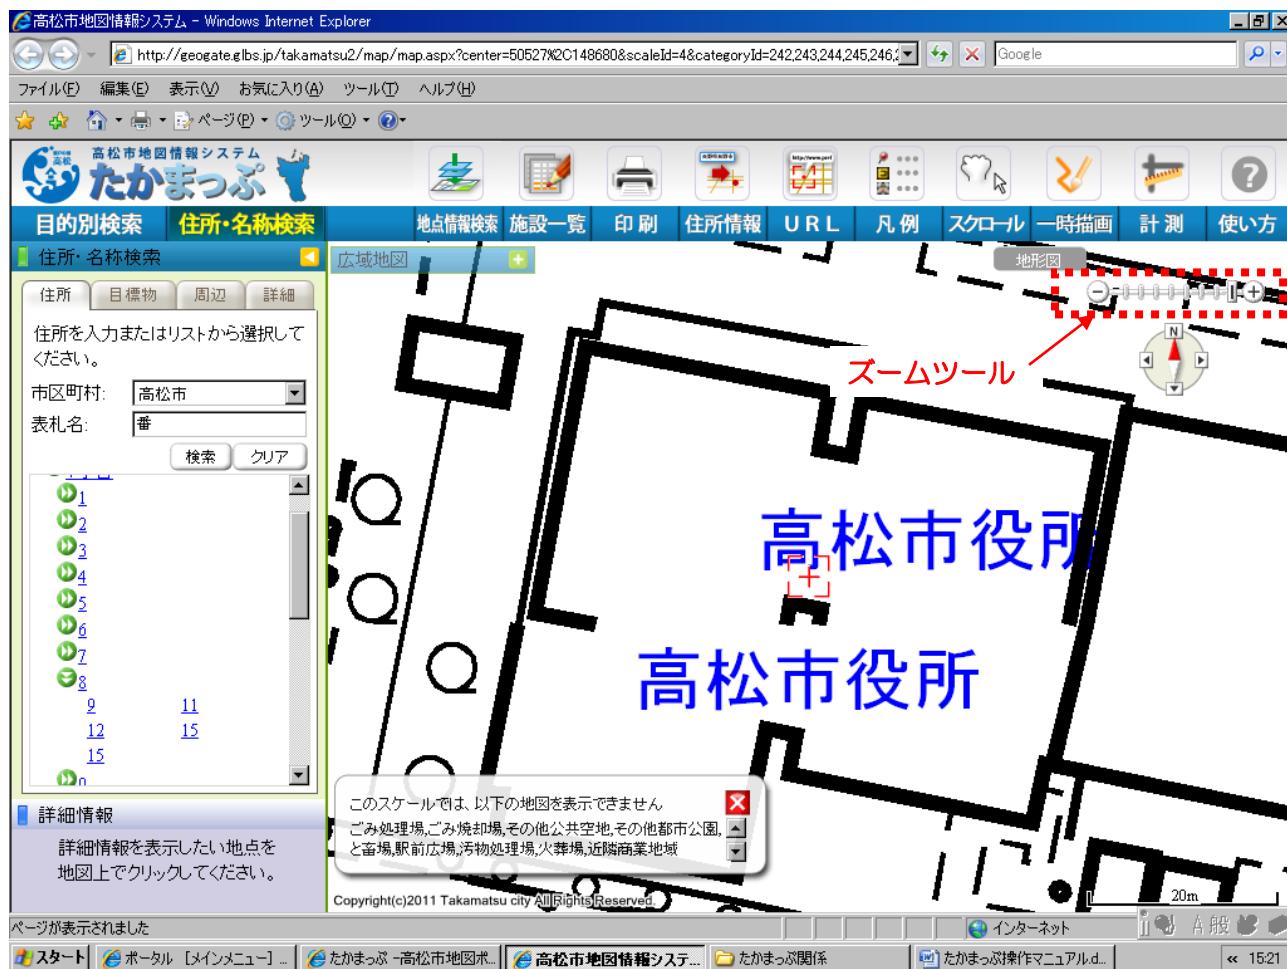 高松市地図情報システム - Windows Internet Explorer
http://geogate.glbs.jp/takamatsu2/map/map.aspx?center=50527%2C148680&scaleId=4&categoryId=242,243,244,245,246,
Google
ファイル(F) 編集(E) 表示(V) お気に入り(A) ツール(T) ヘルプ(H)
ページ(P) ツール(O)
高松市地図情報システム
たかまっぷ
目的別検索 住所・名称検索 地点情報検索 施設一覧 印刷 住所情報 URL 凡例 スクロール 一時描画 計測 使い方
住所・名称検索
広域地図
地形図
住所 目標物 周辺 詳細
住所を入力またはリストから選択して
ください。
市区町村: 高松市
表札名: 番
検索 クリア
ズームツール
N
1
2
3
4
5
6
7
8
9 11
12 15
15
高松市役所
高松市役所
このスケールでは、以下の地図を表示できません
ごみ処理場,ごみ焼却場,その他公共空地,その他都市公園,
と畜場,駅前広場,汚物処理場,火葬場,近隣商業地域
詳細情報
詳細情報を表示したい地点を
地図上でクリックしてください。
Copyright(c)2011 Takamatsu city All Rights Reserved.
20m
ページが表示されました
インターネット
A 般
スタート
ポータル [メインメニュー] ...
たかまっぷ -高松市地図ポ...
高松市地図情報システ...
たかまっぷ関係
たかまっぷ操作マニュアル.d...
15:21